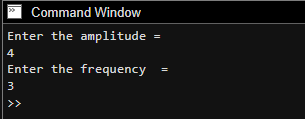 Command Window
Enter the amplitude =
4
Enter the frequency  =
3
>>